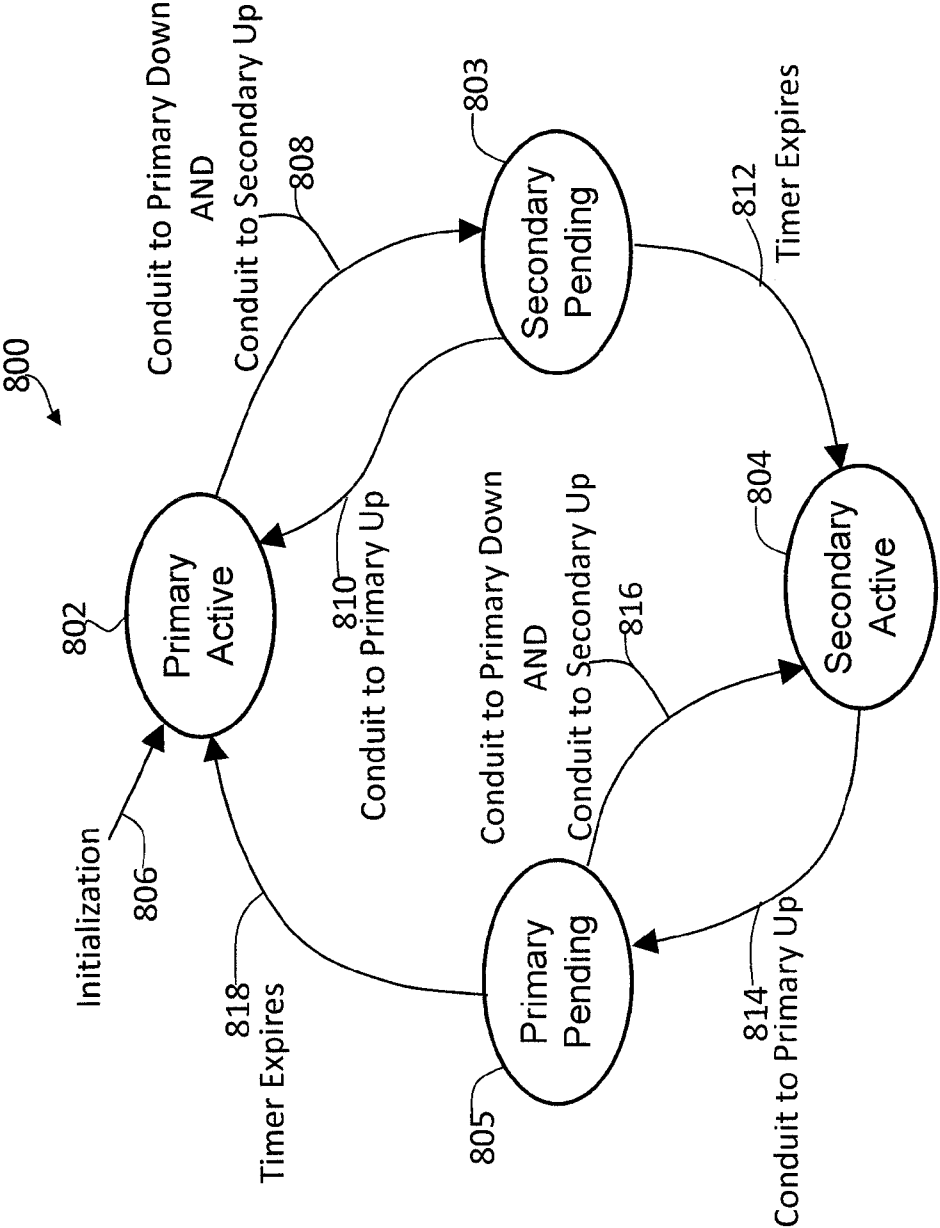 800
802
Initialization
806
Primary
Active
Conduit to Primary Down
AND
Conduit to Secondary Up
808
818
Timer Expires
810
Conduit to Primary Up
803
805
Conduit to Primary Down
AND
Conduit to Secondary Up
816
Primary
Pending
Secondary
Pending
812
Timer Expires
804
814
Conduit to Primary Up
Secondary
Active